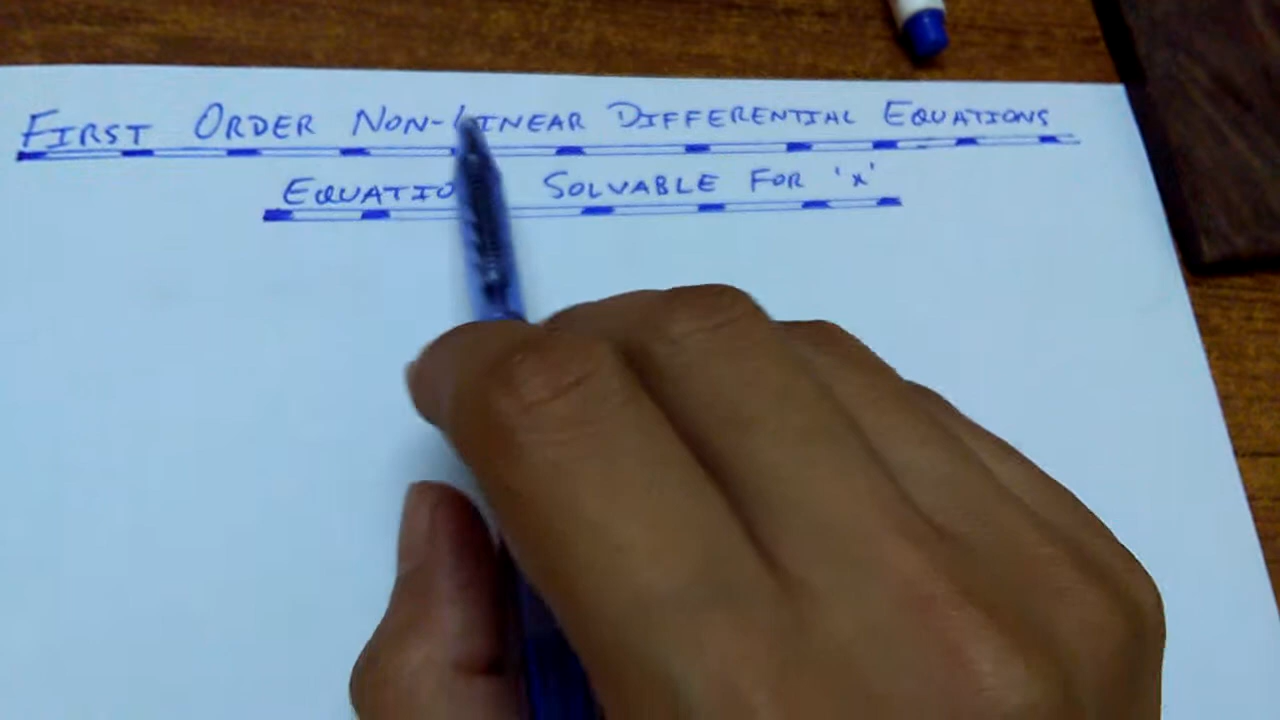 FIRST ORDER NON-LINEAR DIFFERENTIAL EQUATIONS
SOLVABLE FOR 'x'